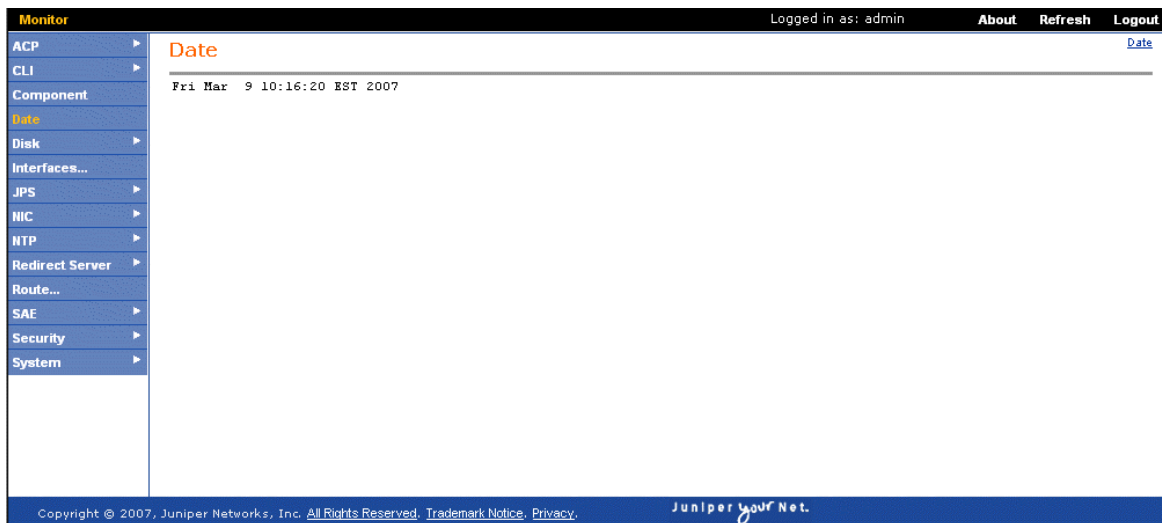 Monitor
Logged in as: admin
About Refresh Logout
ACP
CLI
Component
Date
Disk
Interfaces...
JPS
NIC
NTP
Redirect Server
Route...
SAE
Security
System
Date
Date
Fri Mar  9 10:16:20 EST 2007
Copyright © 2007, Juniper Networks, Inc. All Rights Reserved. Trademark Notice. Privacy.
Juniper your Net.